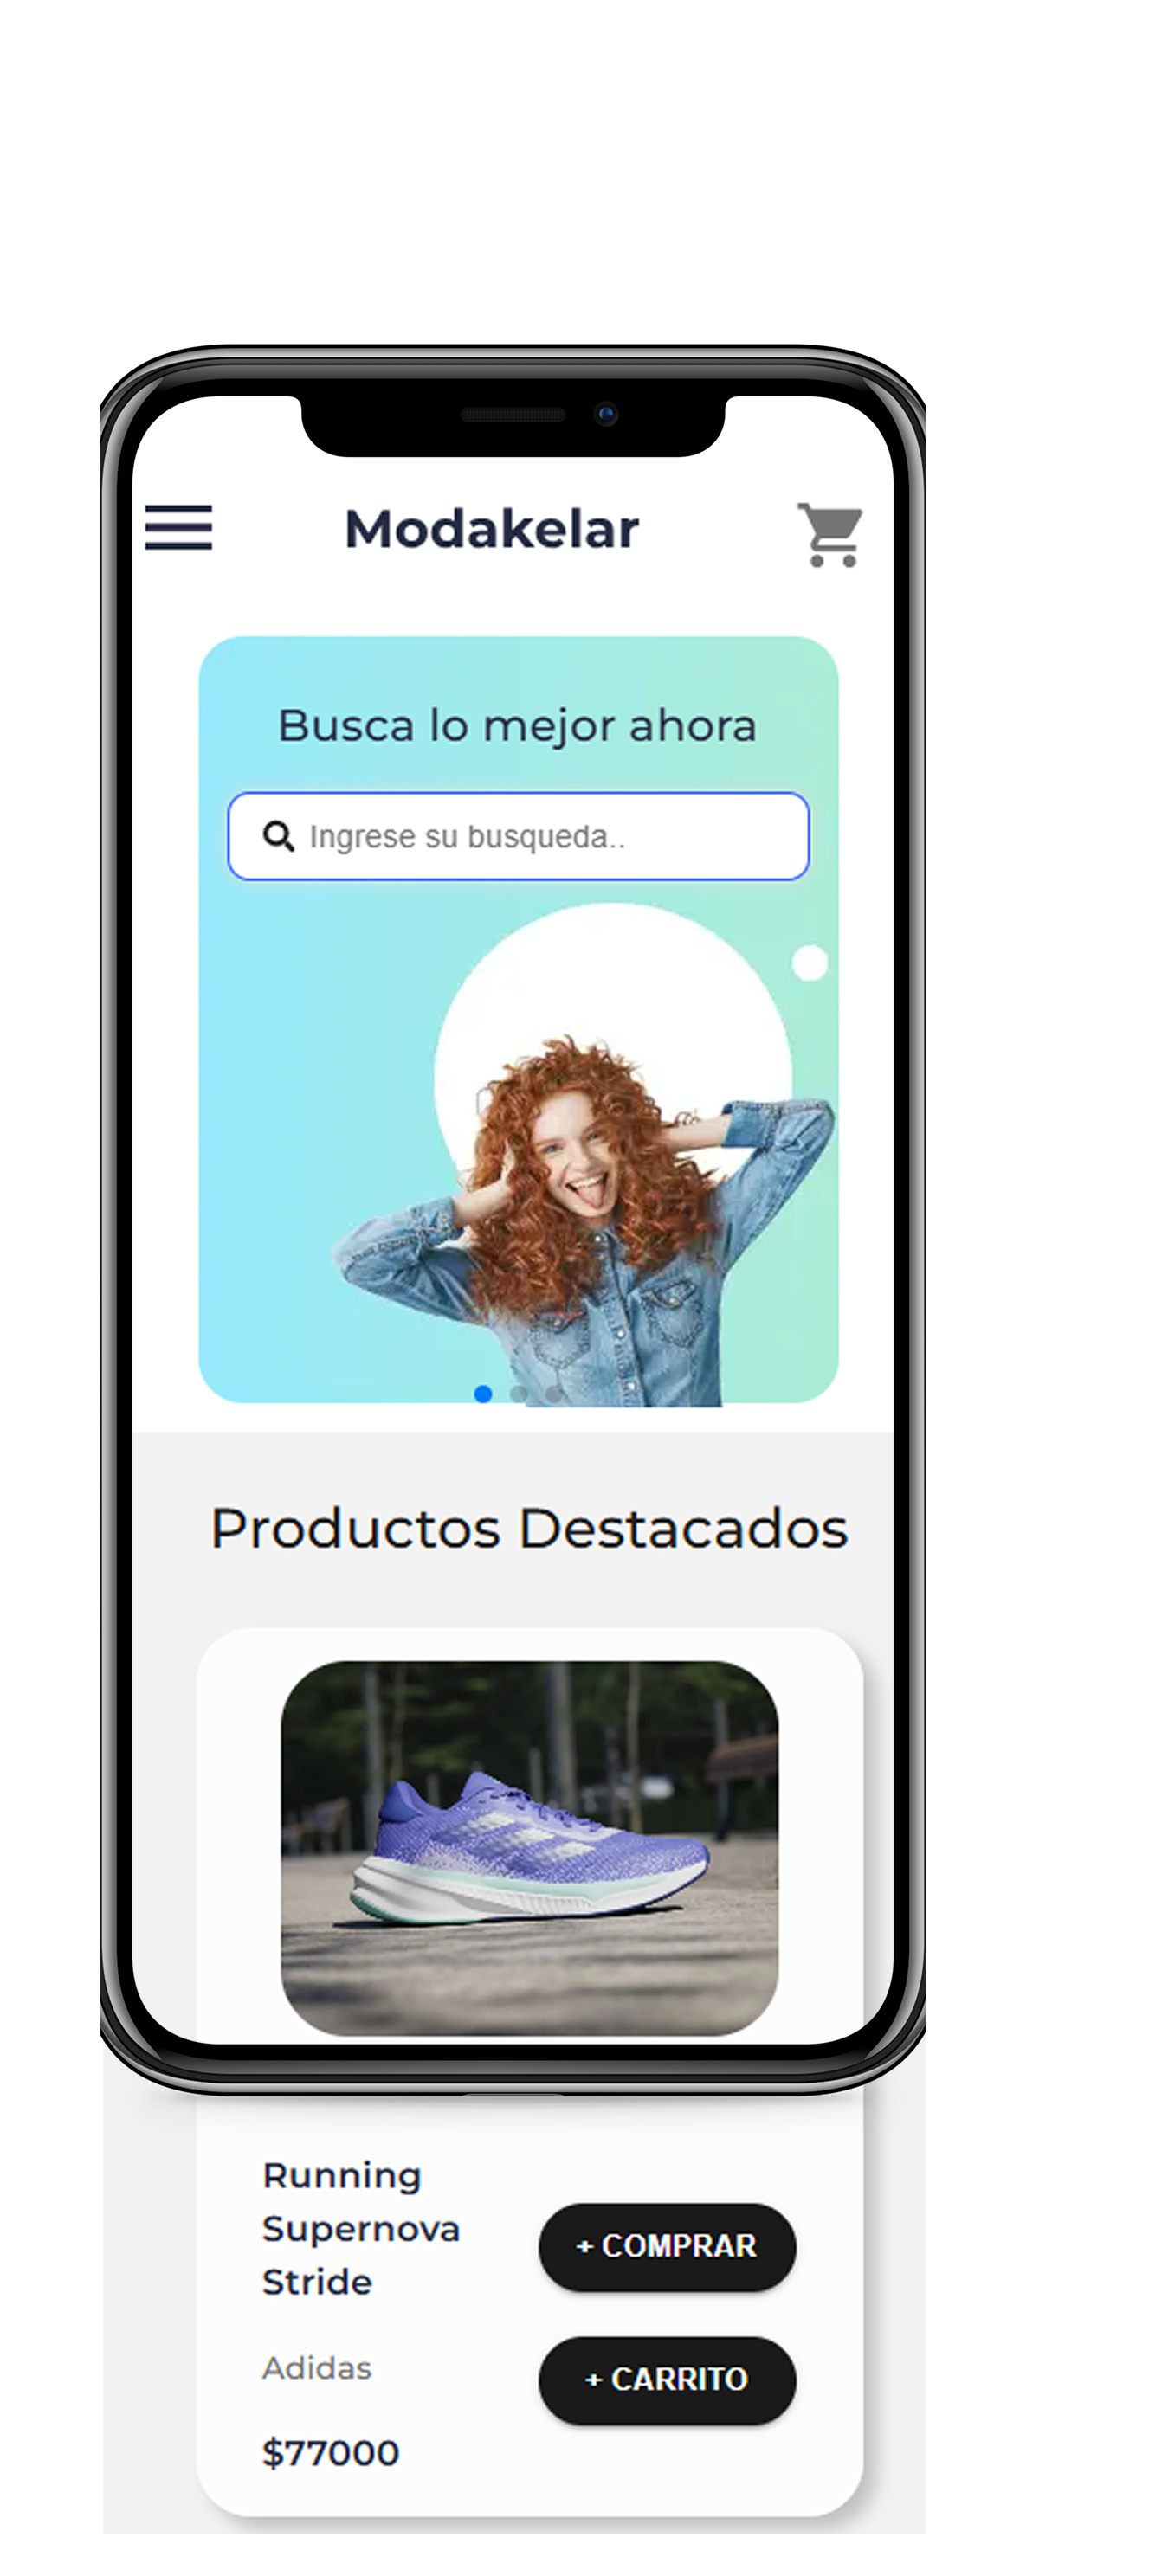 Modakelar
Busca lo mejor ahora
Ingrese su busqueda..
Productos Destacados
Running
Supernova
Stride
Adidas
$77000
+ COMPRAR
+ CARRITO